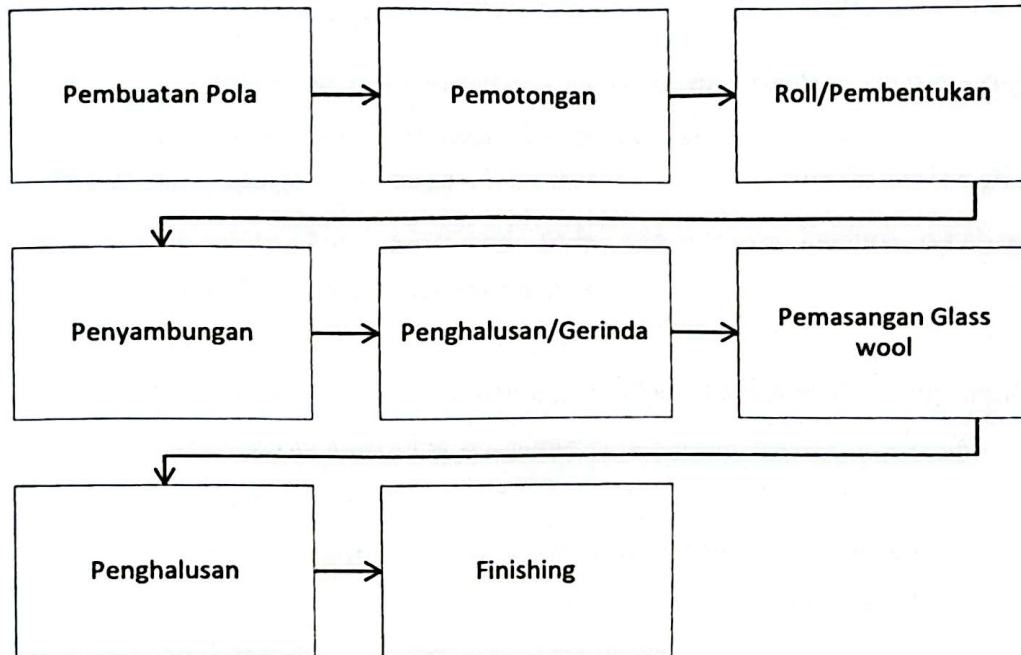 Pembuatan Pola
Pemotongan
Roll/Pembentukan
Penyambungan
Penghalusan/Gerinda
Pemasangan Glass
wool
Penghalusan
Finishing